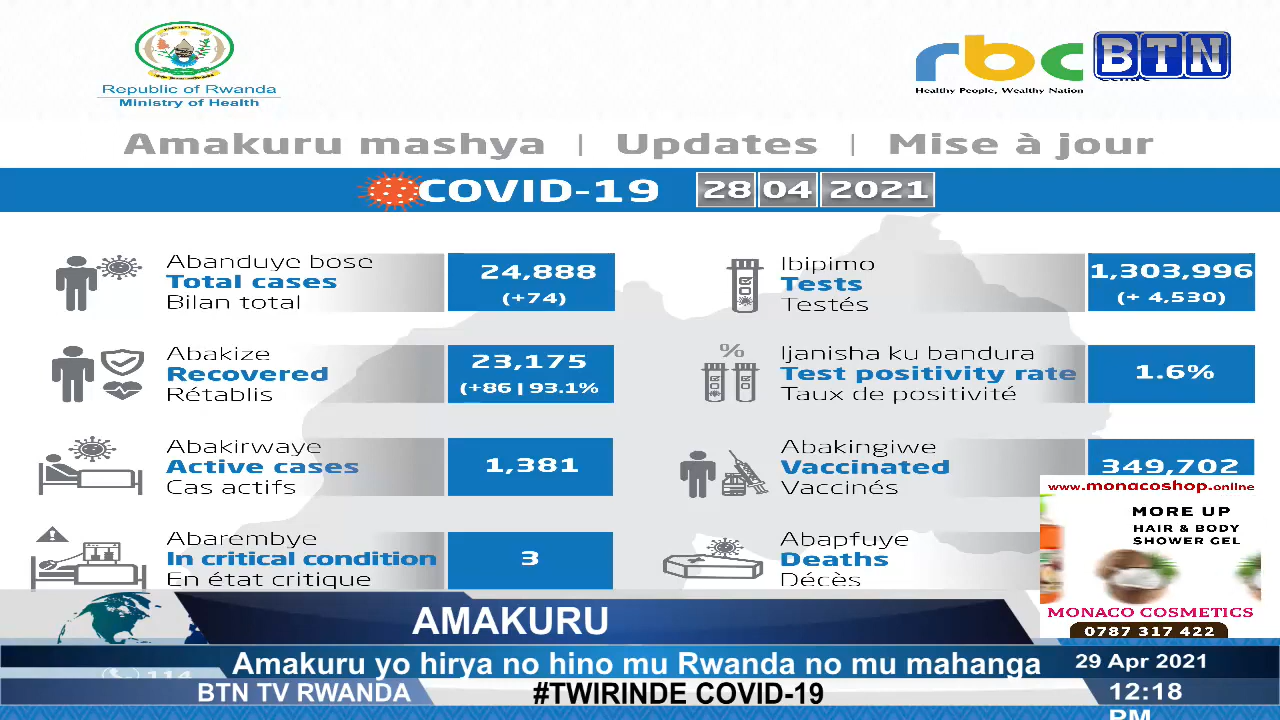 Republic of Rwanda
Ministry of Health
rbc
BTN
Healthy People, Wealthy Nation
Centre
Amakuru mashya | Updates | Mise à jour
COVID-19 28 04 2021
Abanduye bose
Total cases
Bilan total
24,888
(+74)
Ibipimo
Tests
Testés
1,303,996
(+ 4,530)
Abakize
Recovered
Rétablis
23,175
(+86 | 93.1%
%
Ijanisha ku bandura
Test positivity rate
Taux de positivité
1.6%
Abakirwaye
Active cases
Cas actifs
1,381
Abakingiwe
Vaccinated
Vaccinés
349,702
Abarembye
In critical condition
En état critique
3
Abapfuye
Deaths
Décès
www.monacoshop.online
MORE UP
HAIR & BODY
SHOWER GEL
MONACO COSMETICS
0787 317 422
AMAKURU
Amakuru yo hirya no hino mu Rwanda no mu mahanga
29 Apr 2021
114
BTN TV RWANDA
#TWIRINDE COVID-19
12:18
PM